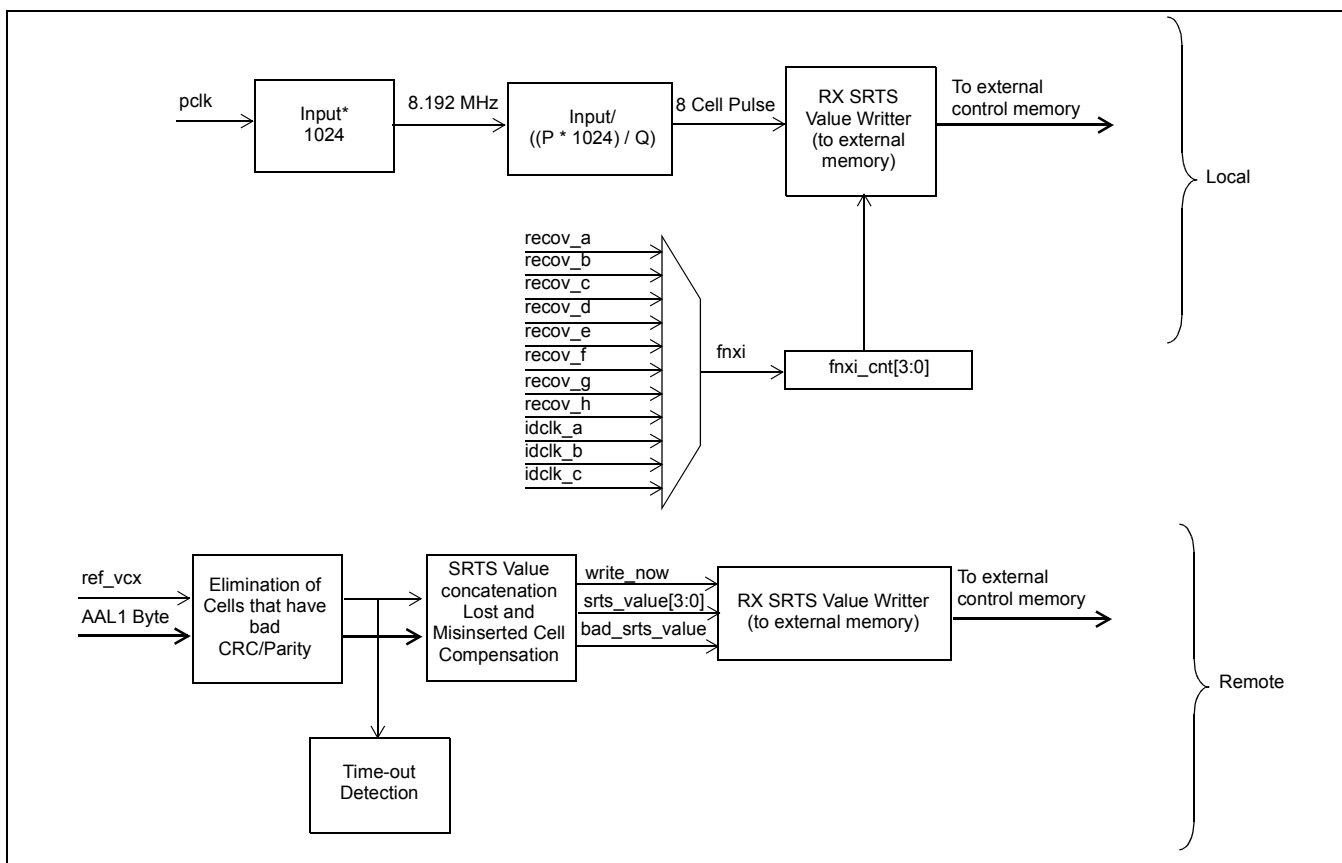 pclk
Input*
1024
8.192 MHz
Input/
((P * 1024) / Q)
8 Cell Pulse
RX SRTS
Value Writter
(to external
memory)
To external
control memory
Local
recov_a
recov_b
recov_c
recov_d
recov_e
recov_f
recov_g
recov_h
idclk_a
idclk_b
idclk_c
fnxi
fnxi_cnt[3:0]
ref_vcx
AAL1 Byte
Elimination of
Cells that have
bad
CRC/Parity
SRTS Value
concatenation
Lost and
Misinserted Cell
Compensation
write_now
srts_value[3:0]
bad_srts_value
RX SRTS Value Writter
(to external memory)
To external
control memory
Remote
Time-out
Detection